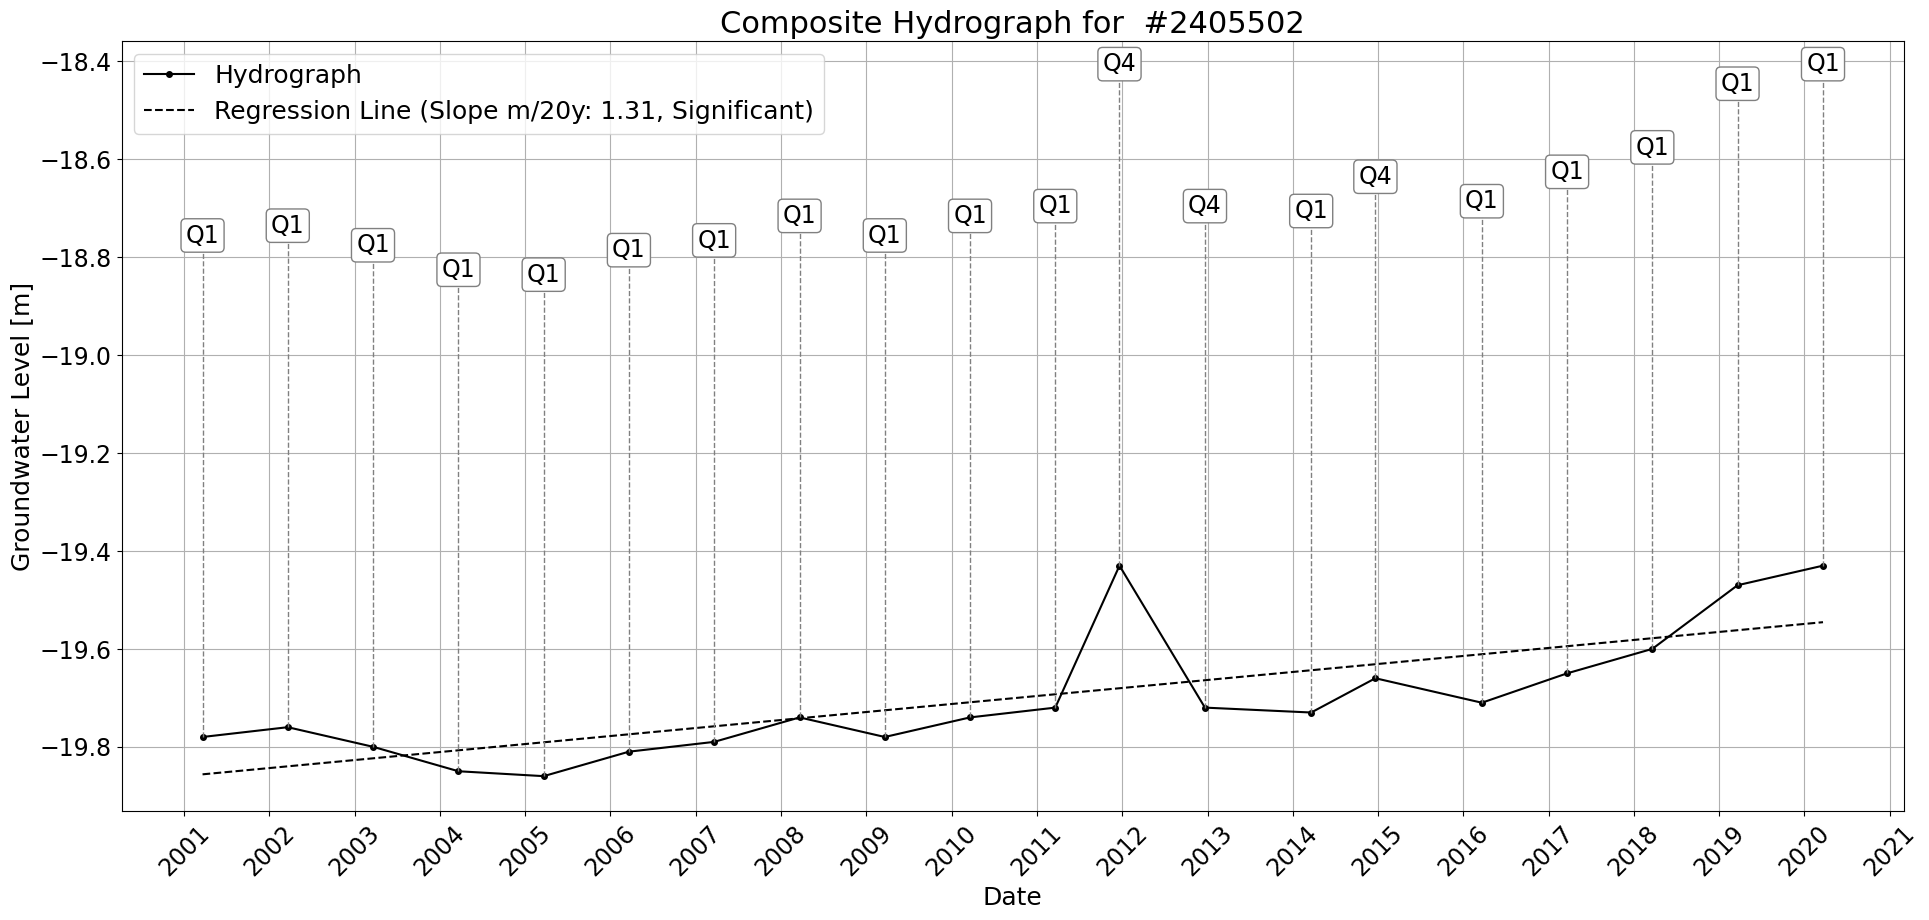 Composite Hydrograph for  #2405502
Hydrograph
Regression Line (Slope m/20y: 1.31, Significant)
Groundwater Level [m]
−18.4
−18.6
−18.8
−19.0
−19.2
−19.4
−19.6
−19.8
Q1
Q1
Q1
Q1
Q1
Q1
Q1
Q1
Q1
Q1
Q1
Q4
Q4
Q1
Q4
Q1
Q1
Q1
Q1
Q1
2001
2002
2003
2004
2005
2006
2007
2008
2009
2010
2011
2012
2013
2014
2015
2016
2017
2018
2019
2020
2021
Date